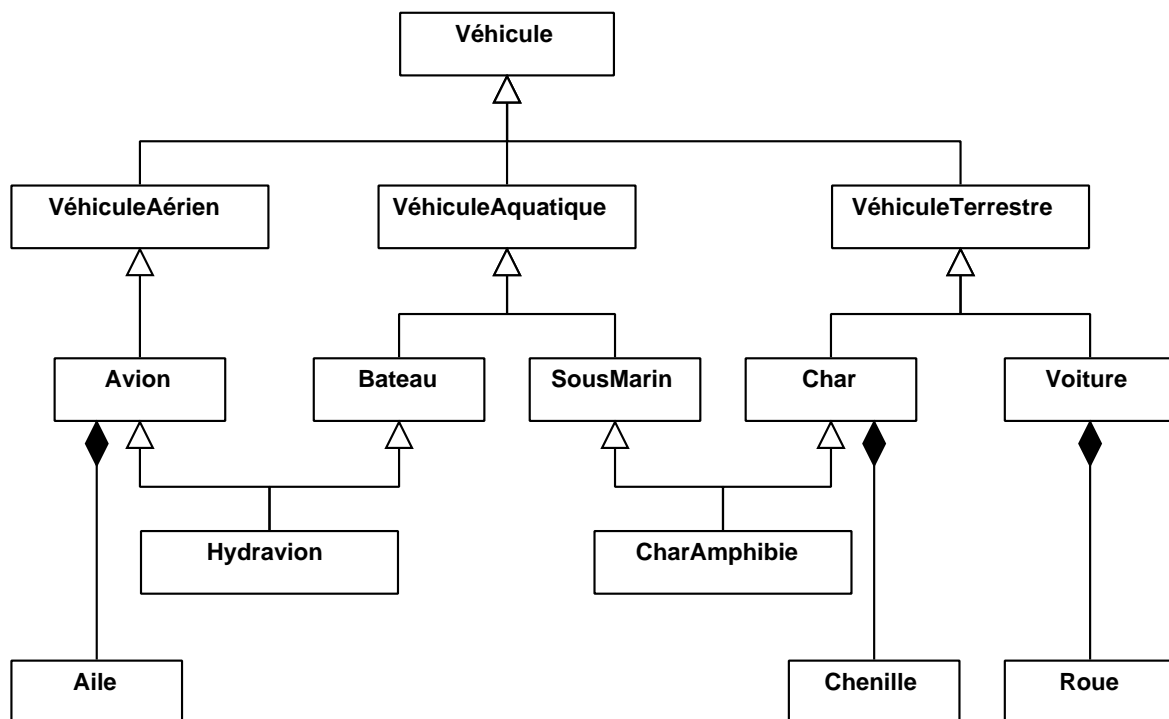 Véhicule
VéhiculeAérien
VéhiculeAquatique
VéhiculeTerrestre
Avion
Bateau
SousMarin
Char
Voiture
Hydravion
CharAmphibie
Aile
Chenille
Roue